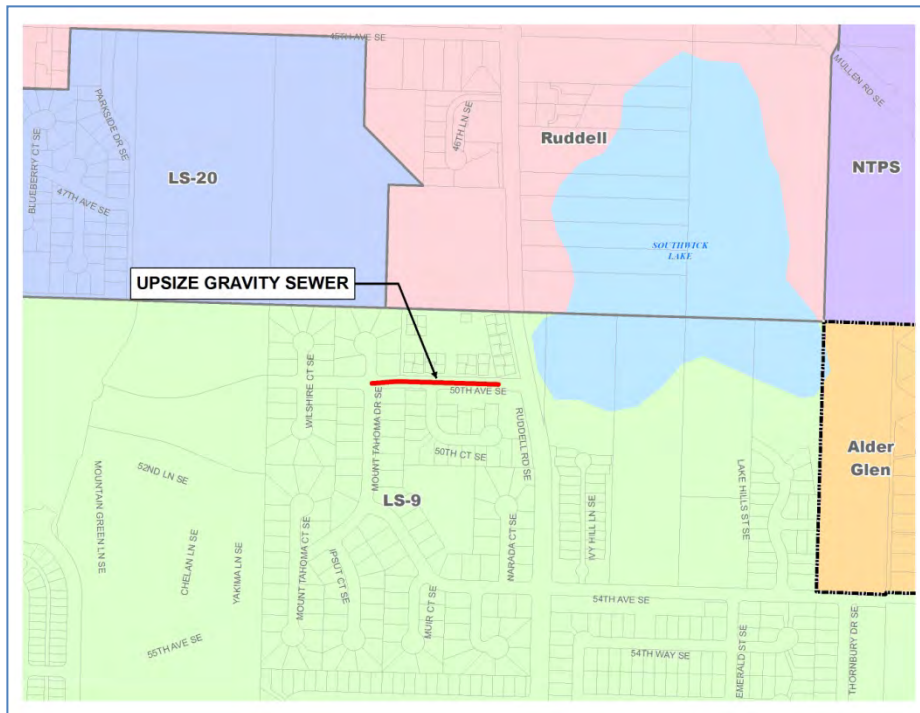 45TH AVE SE
MULLEN RD SE
PARKSIDE DR SE
46TH LN SE
Ruddell
BLUEBERRY CT SE
LS-20
NTPS
47TH AVE SE
SOUTHWICK
LAKE
UPSIZE GRAVITY SEWER
WILSHIRE CT SE
50TH AVE SE
MOUNT TAHOMA DR SE
RUDDELL RD SE
50TH CT SE
Alder
Glen
52ND LN SE
MOUNTAIN GREEN LN SE
LS-9
LAKE HILLS ST SE
CHELAN LN SE
YAKIMA LN SE
MOUNT TAHOMA CT SE
IPSUT CT SE
NARADA CT SE
IVY HILL LN SE
MUIR CT SE
54TH AVE SE
55TH AVE SE
54TH WAY SE
EMERALD ST SE
THORNBURY DR SE